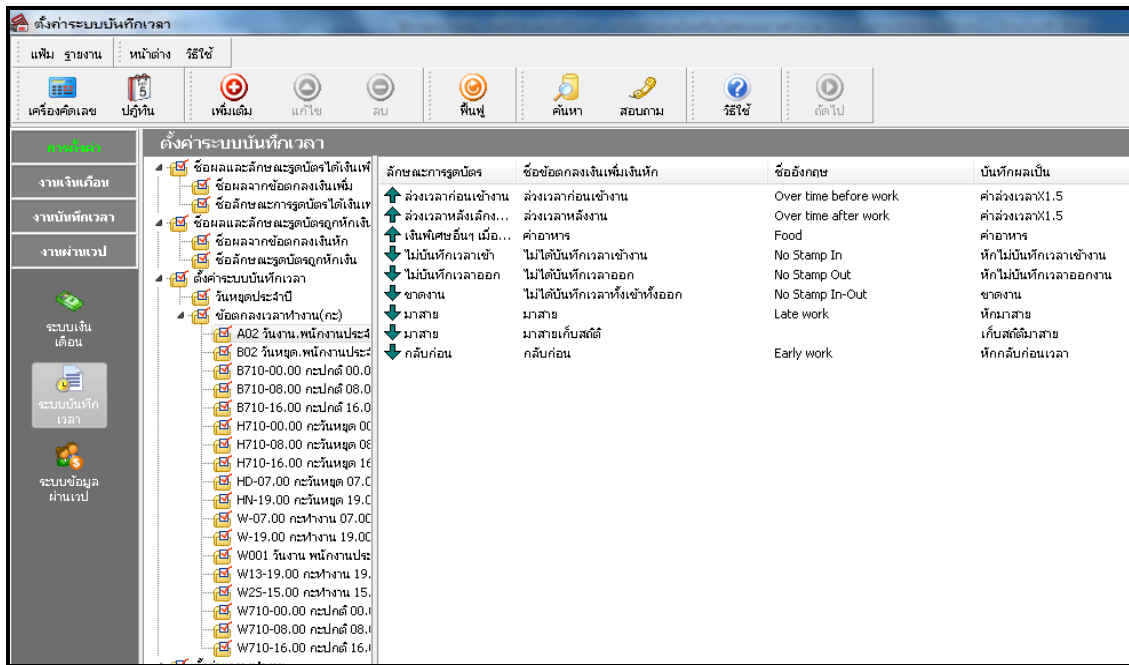 ตั้งค่าระบบบันทึกเวลา
แฟ้ม รายงาน หน้าต่าง วิธีใช้
เครื่องคิดเลข ปฏิทิน เพิ่มเติม แก้ไข ลบ ฟื้นฟู ค้นหา สอบถาม วิธีใช้ ถัดไป
การตั้งค่า
งานเงินเดือน
งานบันทึกเวลา
งานผ่านเวป
ระบบเงิน
เดือน
ระบบบันทึก
เวลา
ระบบข้อมูล
ผ่านเวป
ตั้งค่าระบบบันทึกเวลา
ชื่อผลและลักษณะรูดบัตรได้เงินเพิ่
ชื่อผลจากข้อตกลงเงินเพิ่ม
ชื่อลักษณะการรูดบัตรได้เงินเพ
ชื่อผลและลักษณะรูดบัตรถูกหักเงิ
ชื่อผลจากข้อตกลงเงินหัก
ชื่อลักษณะรูดบัตรถูกหักเงิน
ตั้งค่าระบบบันทึกเวลา
วันหยุดประจำปี
ข้อตกลงเวลาทำงาน(กะ)
A02 วันงาน.พนักงานประจำ
B02 วันหยุด.พนักงานประจ
B710-00.00 กะปกติ 00.0
B710-08.00 กะปกติ 08.0
B710-16.00 กะปกติ 16.0
H710-00.00 กะวันหยุด 00
H710-08.00 กะวันหยุด 08
H710-16.00 กะวันหยุด 16
HD-07.00 กะวันหยุด 07.0
HN-19.00 กะวันหยุด 19.0
W-07.00 กะทำงาน 07.00
W-19.00 กะทำงาน 19.00
W001 วันงาน พนักงานประ
W13-19.00 กะทำงาน 19.
W25-15.00 กะทำงาน 15.
W710-00.00 กะปกติ 00.
W710-08.00 กะปกติ 08.
W710-16.00 กะปกติ 16.
ลักษณะการรูดบัตร ชื่อข้อตกลงเงินเพิ่มเงินหัก ชื่ออังกฤษ บันทึกผลเป็น
ล่วงเวลาก่อนเข้างาน ล่วงเวลาก่อนเข้างาน Over time before work ค่าล่วงเวลาX1.5
ล่วงเวลาหลังเลิกง... ล่วงเวลาหลังงาน Over time after work ค่าล่วงเวลาX1.5
เงินพิเศษอื่นๆ เมื่อ... ค่าอาหาร Food ค่าอาหาร
ไม่บันทึกเวลาเข้า ไม่ได้บันทึกเวลาเข้างาน No Stamp In หักไม่บันทึกเวลาเข้างาน
ไม่บันทึกเวลาออก ไม่ได้บันทึกเวลาออก No Stamp Out หักไม่บันทึกเวลาออกงาน
ขาดงาน ไม่ได้บันทึกเวลาทั้งเข้าทั้งออก No Stamp In-Out ขาดงาน
มาสาย มาสาย Late work หักมาสาย
มาสาย มาสายเก็บสถิติ เก็บสถิติมาสาย
กลับก่อน กลับก่อน Early work หักกลับก่อนเวลา